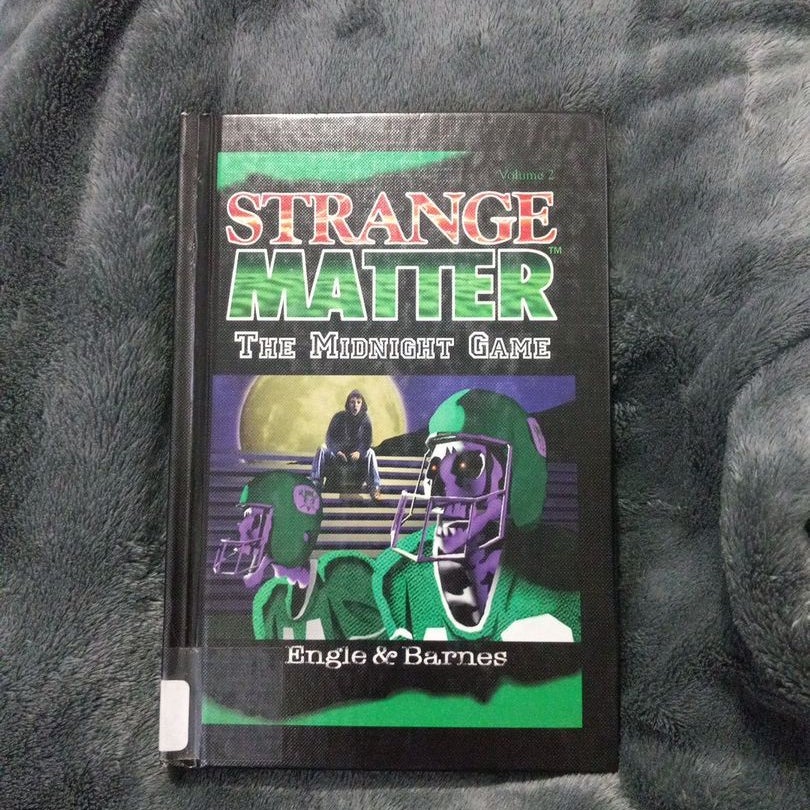 Volume 2
STRANGE
MATTER™
THE MIDNIGHT GAME
Engle & Barnes